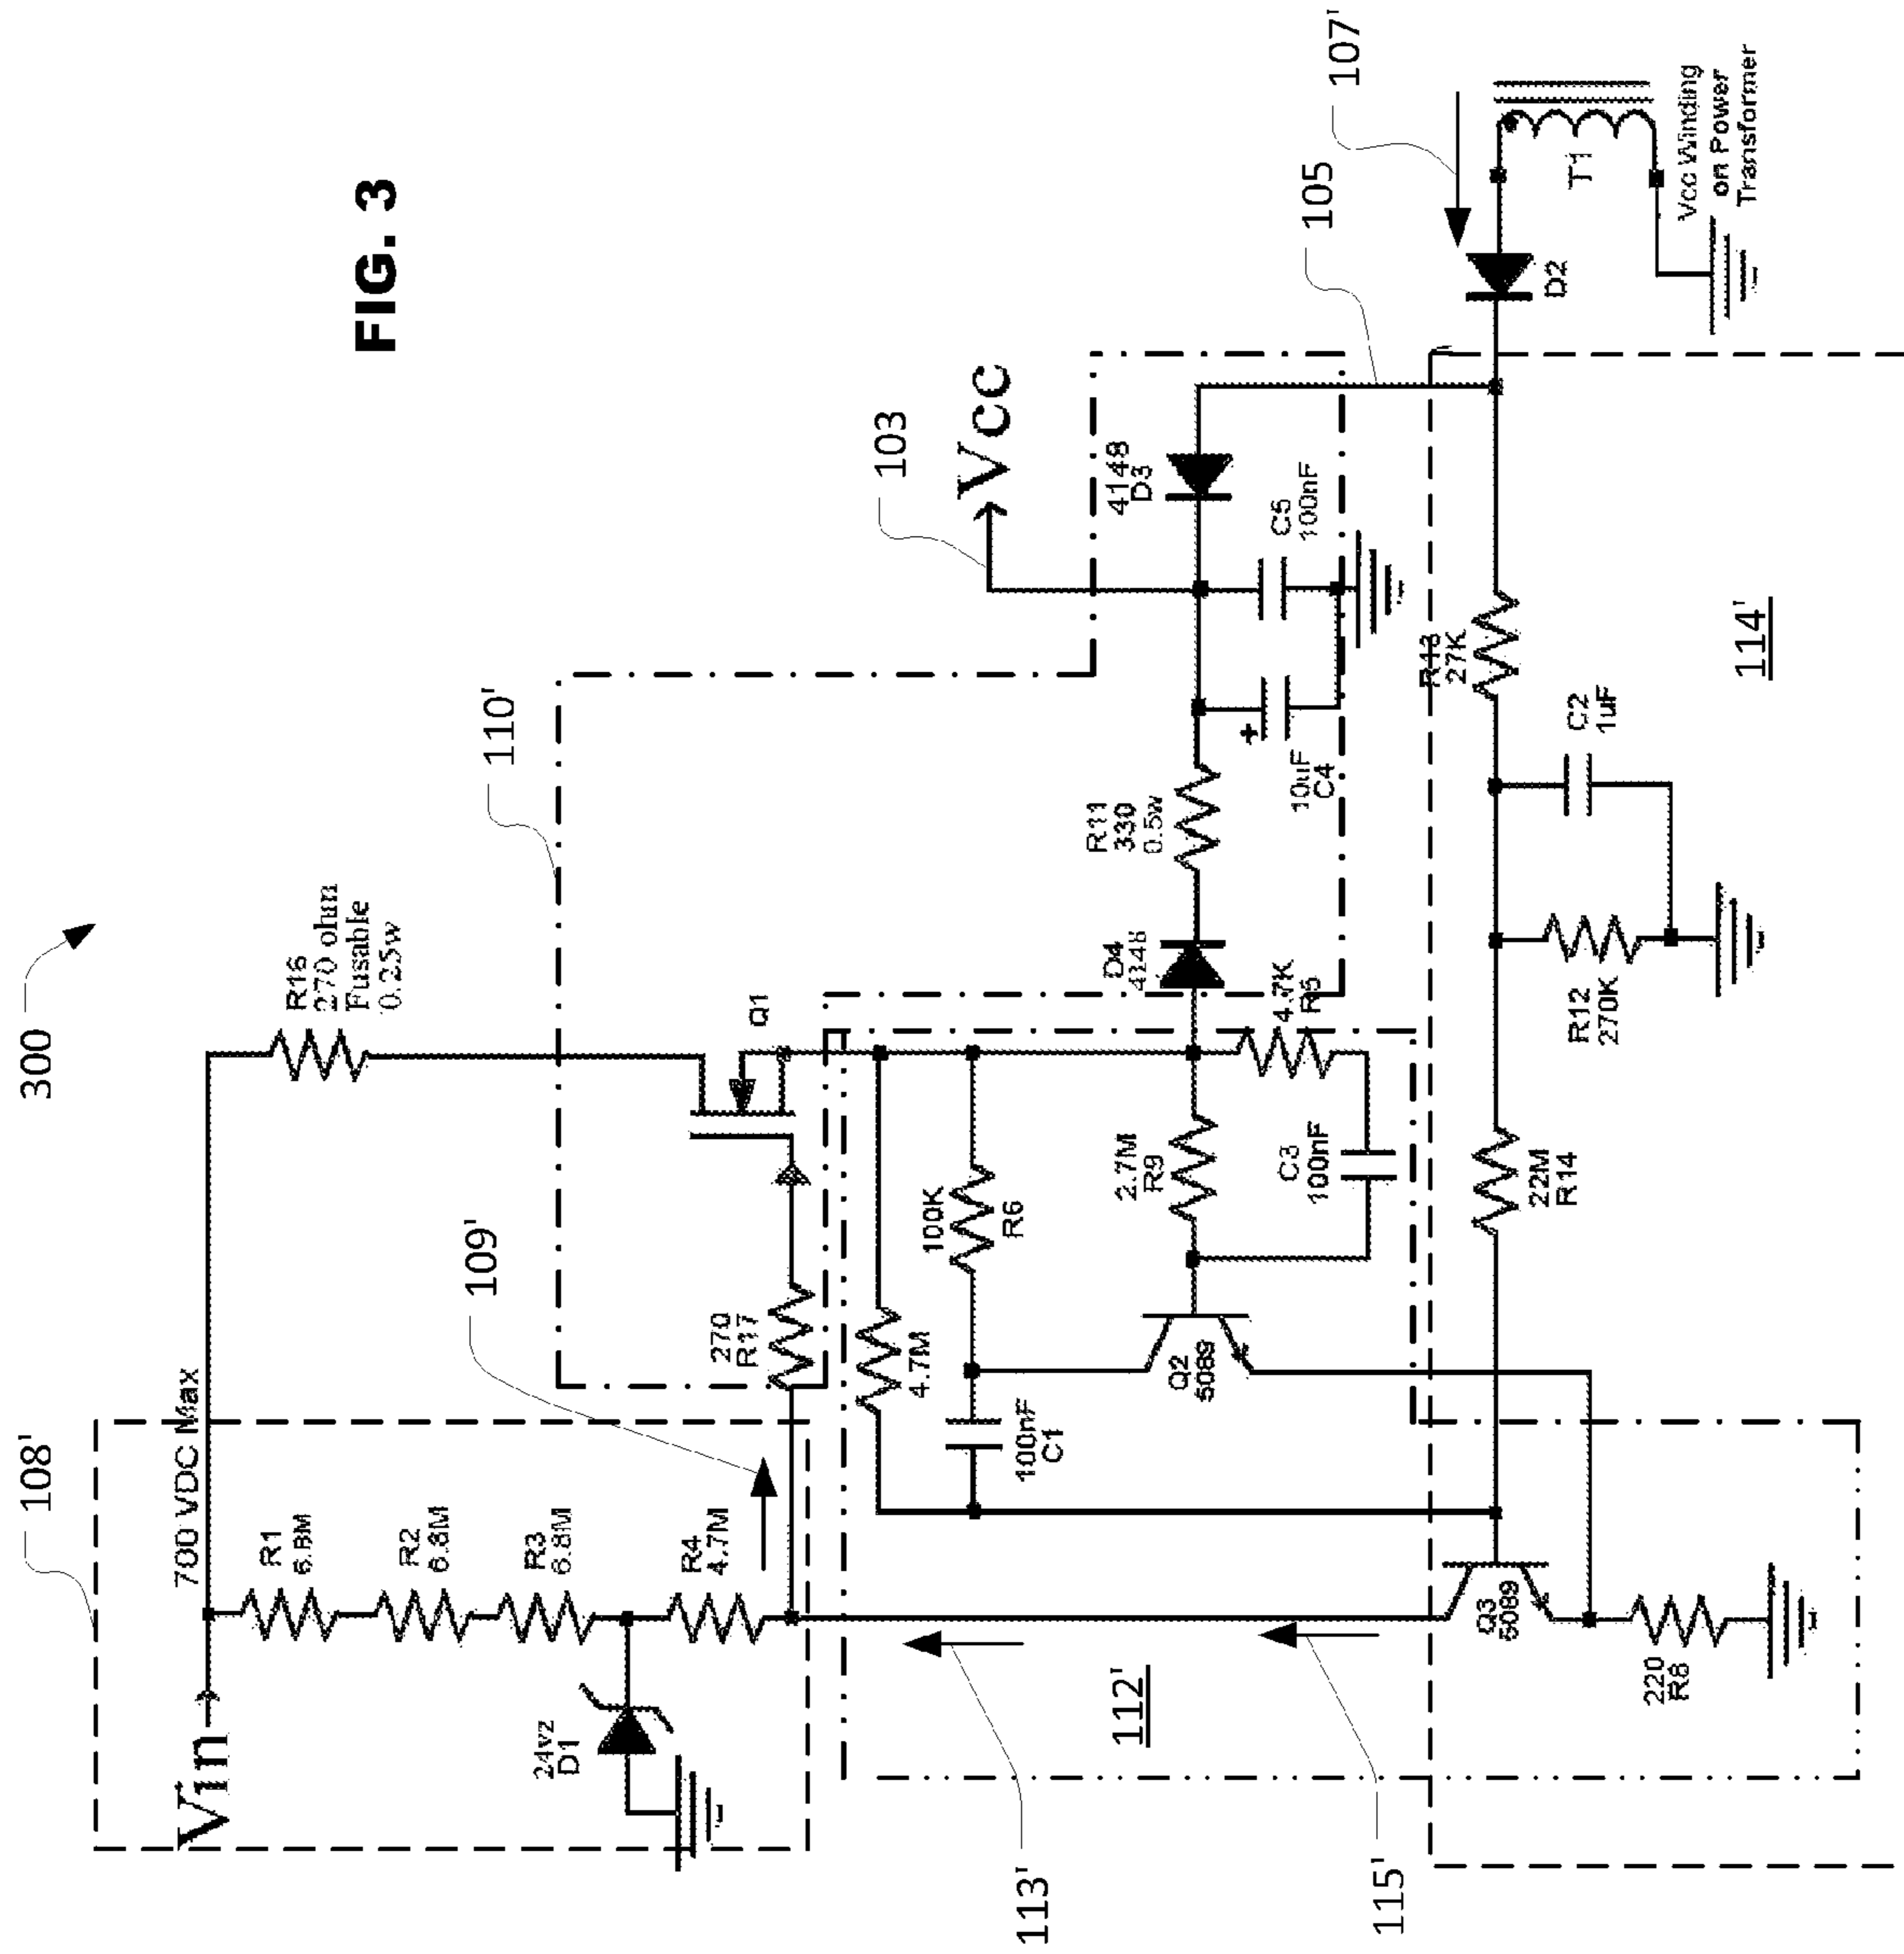 FIG. 3
300
108'
Vin
700 VDC Max
R1
6.8M
R2
6.8M
R3
6.8M
R4
4.7M
24vz
D1
R16
270 ohm
Fusable
0.25w
109'
270
R17
Q1
110'
103
Vcc
113'
112'
115'
4.7M
100K
R6
100nF
C1
Q2
5089
2.7M
R9
4.7K
R5
C3
100nF
D4
4148
R11
330
0.5w
10uF
C4
+
C5
100nF
4148
D3
105
107'
Q3
5089
220
R8
22M
R14
R12
270K
C2
1uF
R13
27K
114'
D2
T1
Vcc Winding
on Power
Transformer